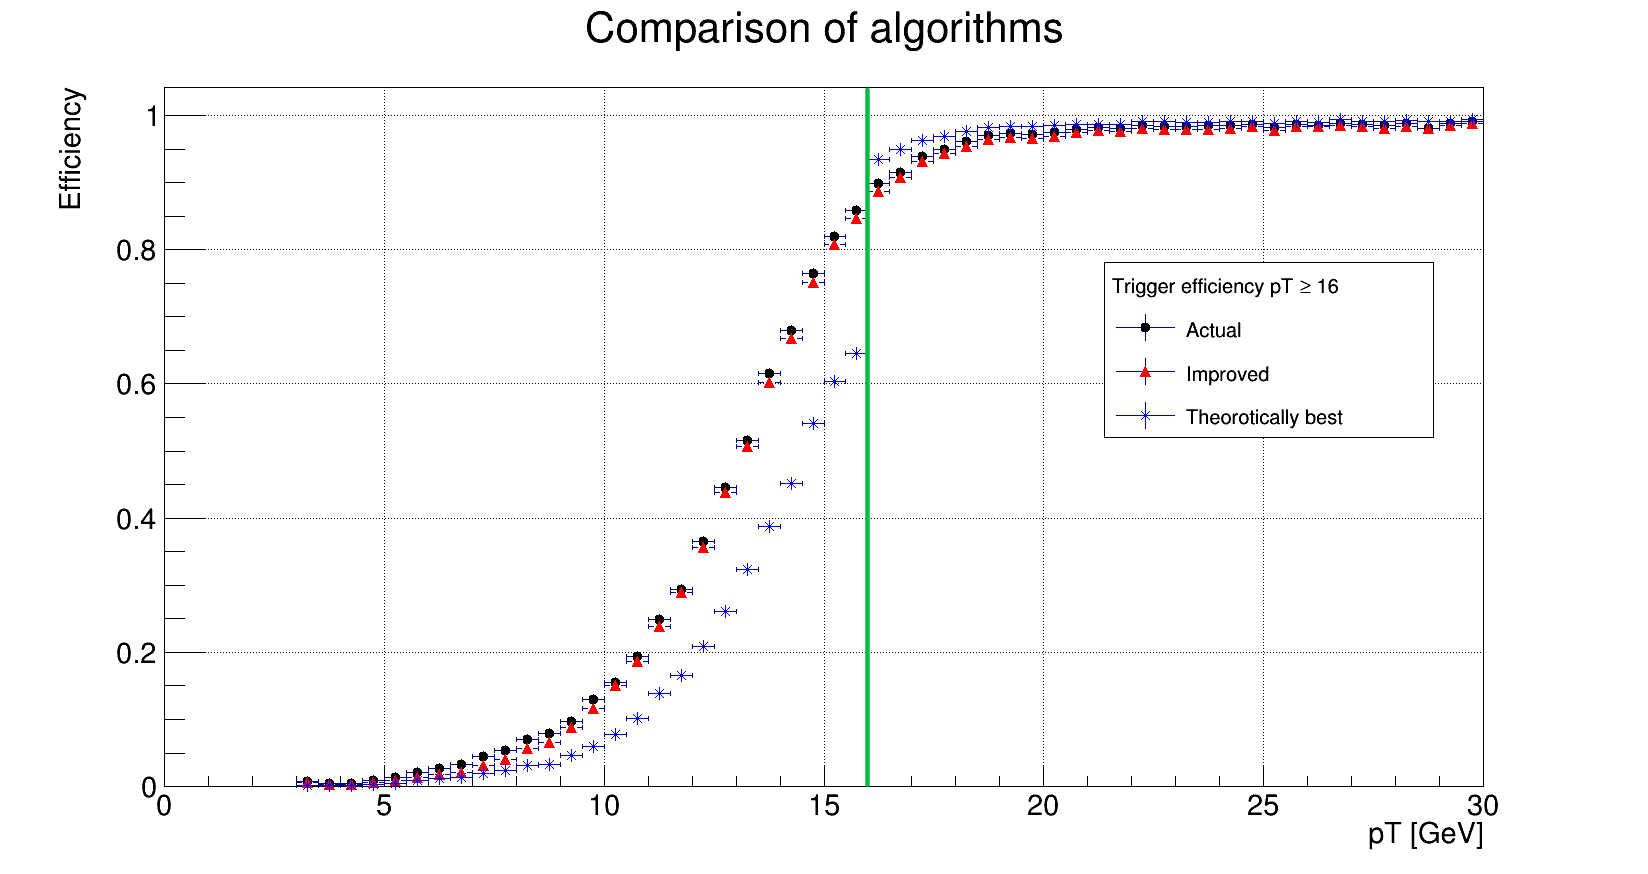 Comparison of algorithms
Efficiency
1
0.8
0.6
0.4
0.2
0
0 5 10 15 20 25 30
pT [GeV]
Trigger efficiency pT ≥ 16
Actual
Improved
Theorotically best